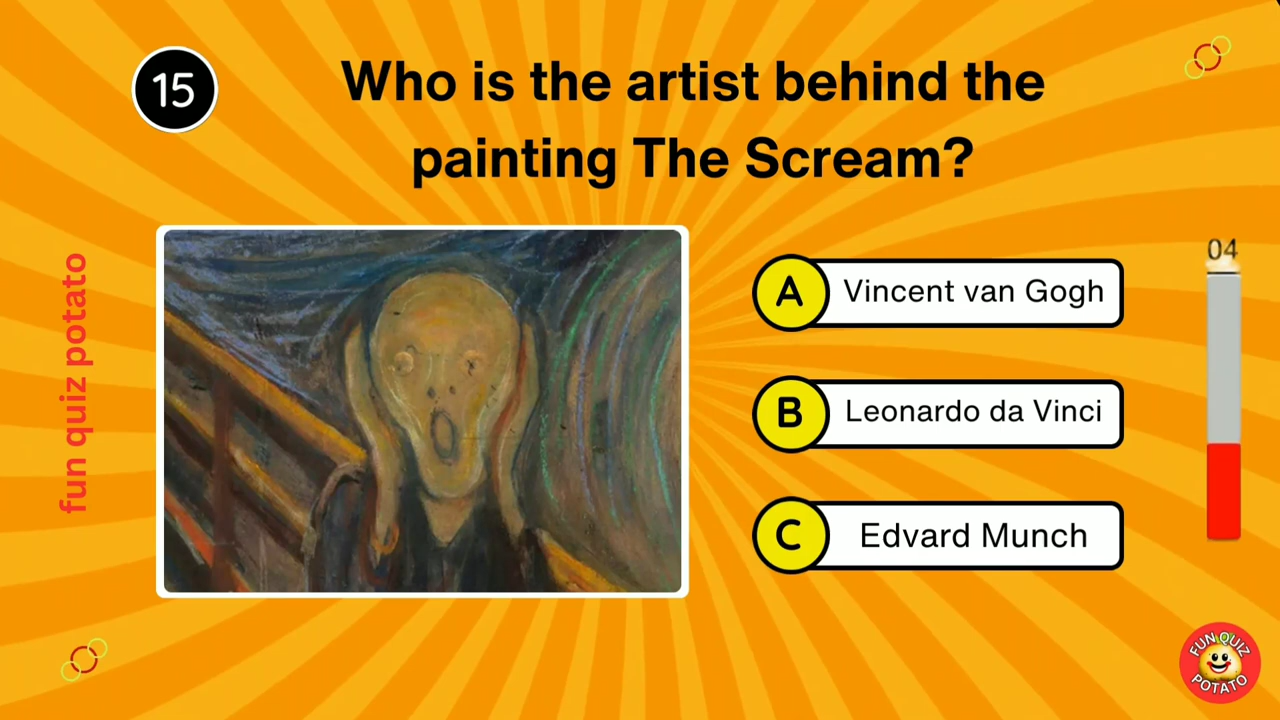 15
Who is the artist behind the
painting The Scream?
fun quiz potato
04
A Vincent van Gogh
B Leonardo da Vinci
C Edvard Munch
FUN QUIZ
POTATO